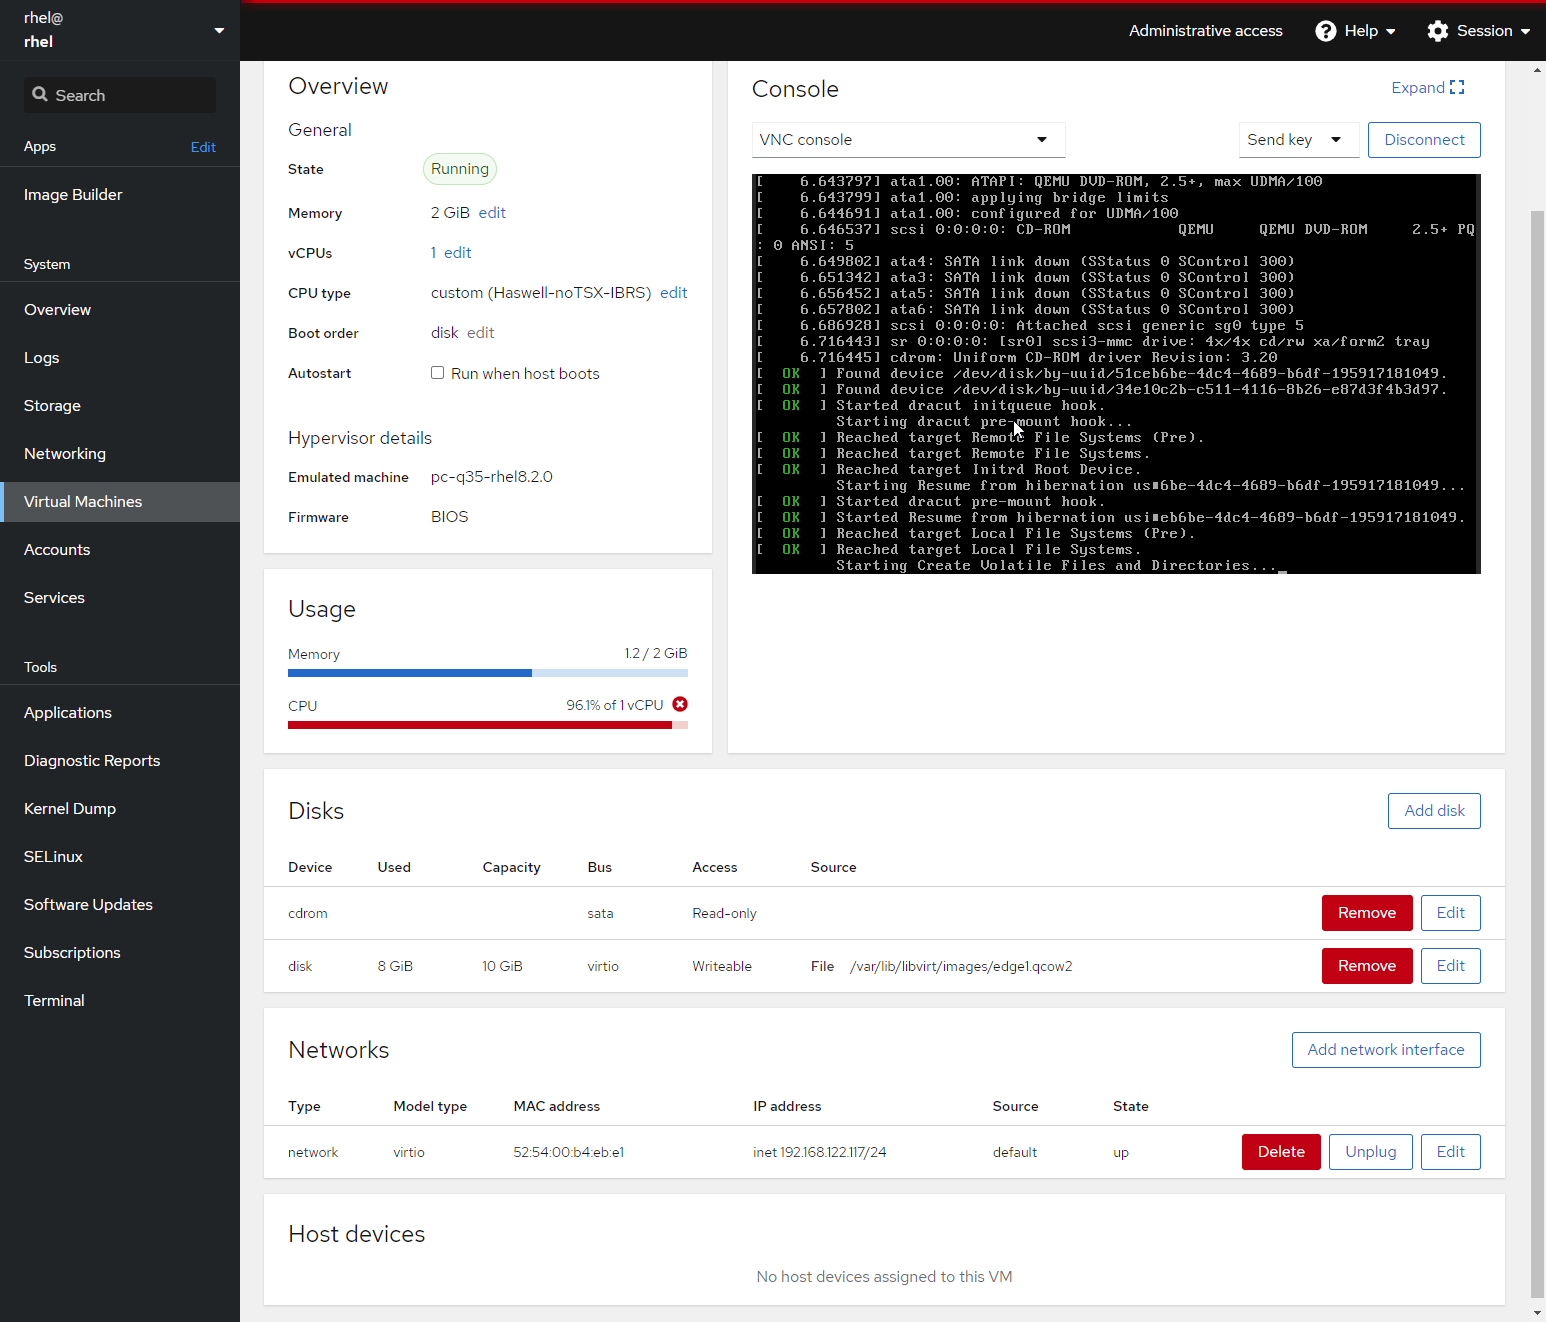 rhel@
rhel
Administrative access
Help
Session
Search
Apps
Edit
Image Builder
System
Overview
Logs
Storage
Networking
Virtual Machines
Accounts
Services
Tools
Applications
Diagnostic Reports
Kernel Dump
SELinux
Software Updates
Subscriptions
Terminal
Overview
General
State Running
Memory 2 GiB edit
vCPUs 1 edit
CPU type custom (Haswell-noTSX-IBRS) edit
Boot order disk edit
Autostart Run when host boots
Hypervisor details
Emulated machine pc-q35-rhel8.2.0
Firmware BIOS
Usage
Memory 1.2 / 2 GiB
CPU 96.1% of 1 vCPU
Console
Expand
VNC console
Send key
Disconnect
[ 6.643797] ata1.00: ATAPI: QEMU DVD-ROM, 2.5+, max UDMA/100
[ 6.643799] ata1.00: applying bridge limits
[ 6.644691] ata1.00: configured for UDMA/100
[ 6.646537] scsi 0:0:0:0: CD-ROM QEMU QEMU DVD-ROM 2.5+ PQ
: 0 ANSI: 5
[ 6.649802] ata4: SATA link down (SStatus 0 SControl 300)
[ 6.651342] ata3: SATA link down (SStatus 0 SControl 300)
[ 6.656452] ata5: SATA link down (SStatus 0 SControl 300)
[ 6.657802] ata6: SATA link down (SStatus 0 SControl 300)
[ 6.686928] scsi 0:0:0:0: Attached scsi generic sg0 type 5
[ 6.716443] sr 0:0:0:0: [sr0] scsi3-mmc drive: 4x/4x cd/rw xa/form2 tray
[ 6.716445] cdrom: Uniform CD-ROM driver Revision: 3.20
[ OK ] Found device /dev/disk/by-uuid/51ceb6be-4dc4-4689-b6df-195917181049.
[ OK ] Found device /dev/disk/by-uuid/34e10c2b-c511-4116-8b26-e87d3f4b3d97.
[ OK ] Started dracut initqueue hook.
Starting dracut pre-mount hook...
[ OK ] Reached target Remote File Systems (Pre).
[ OK ] Reached target Remote File Systems.
[ OK ] Reached target Initrd Root Device.
Starting Resume from hibernation us■6be-4dc4-4689-b6df-195917181049...
[ OK ] Started dracut pre-mount hook.
[ OK ] Started Resume from hibernation usi■eb6be-4dc4-4689-b6df-195917181049.
[ OK ] Reached target Local File Systems (Pre).
[ OK ] Reached target Local File Systems.
Starting Create Volatile Files and Directories..._
Disks
Add disk
Device Used Capacity Bus Access Source
cdrom sata Read-only Remove Edit
disk 8 GiB 10 GiB virtio Writeable File /var/lib/libvirt/images/edge1.qcow2 Remove Edit
Networks
Add network interface
Type Model type MAC address IP address Source State
network virtio 52:54:00:b4:eb:e1 inet 192.168.122.117/24 default up Delete Unplug Edit
Host devices
No host devices assigned to this VM